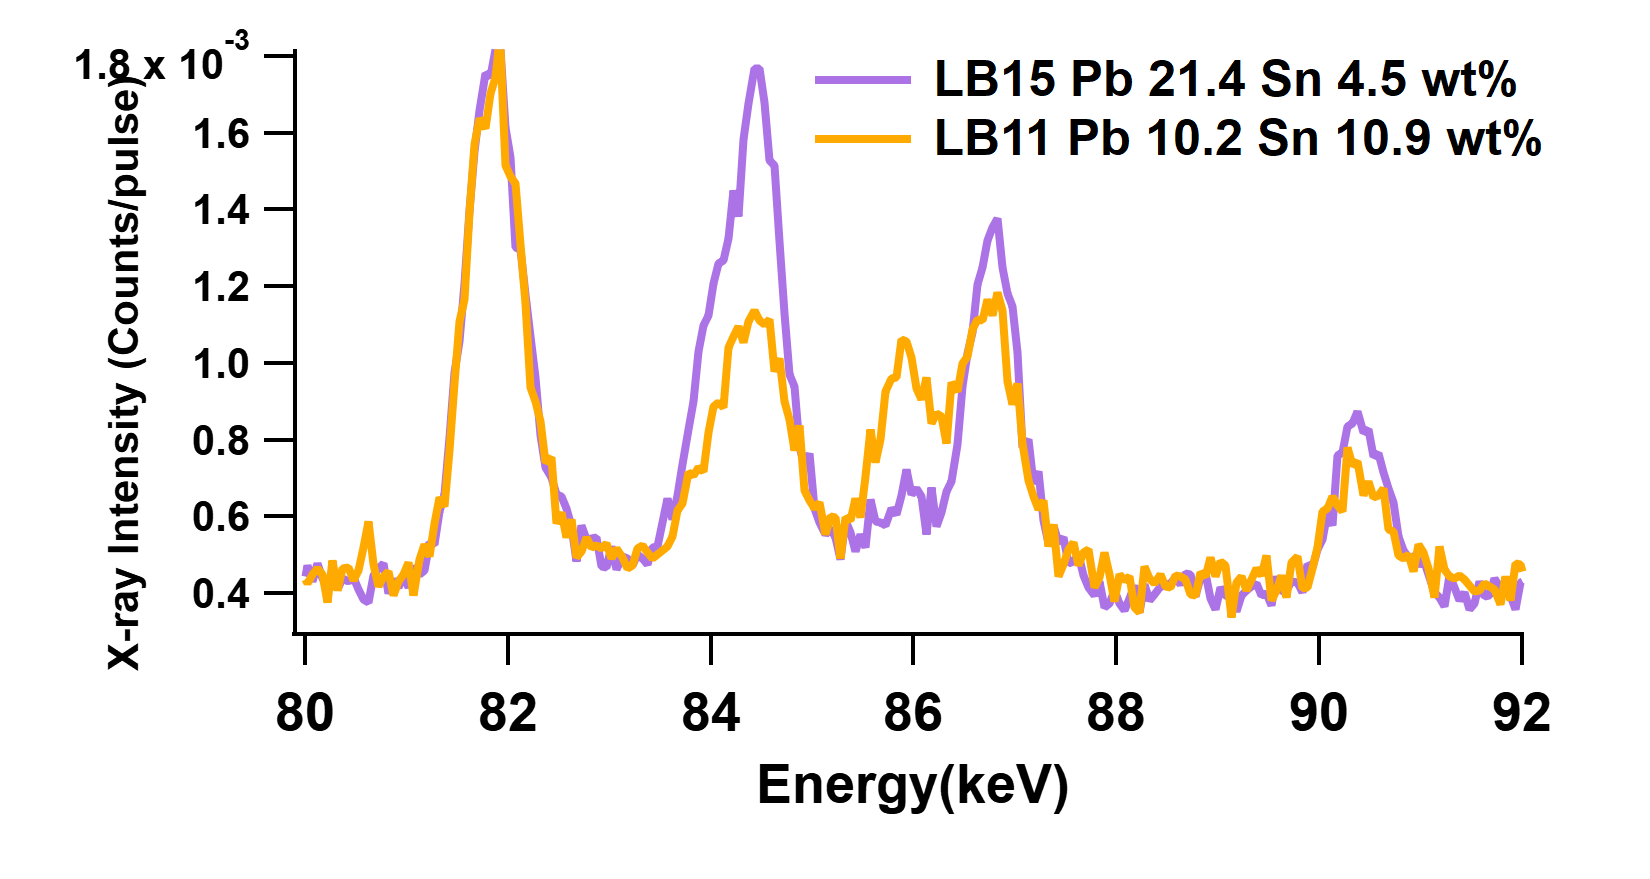 1.8 x 10-3
1.6
1.4
1.2
1.0
0.8
0.6
0.4
X-ray Intensity (Counts/pulse)
LB15 Pb 21.4 Sn 4.5 wt%
LB11 Pb 10.2 Sn 10.9 wt%
80 82 84 86 88 90 92
Energy(keV)